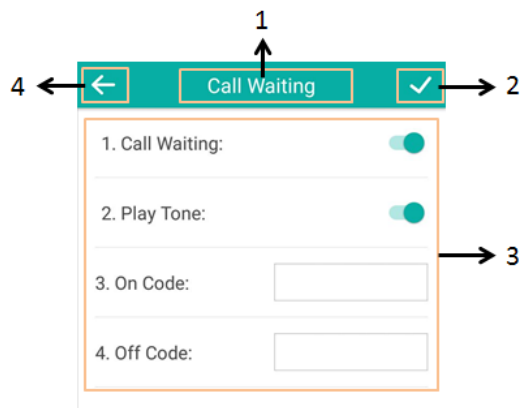 1
4
Call Waiting
2
1. Call Waiting:
2. Play Tone:
3
3. On Code:
4. Off Code: